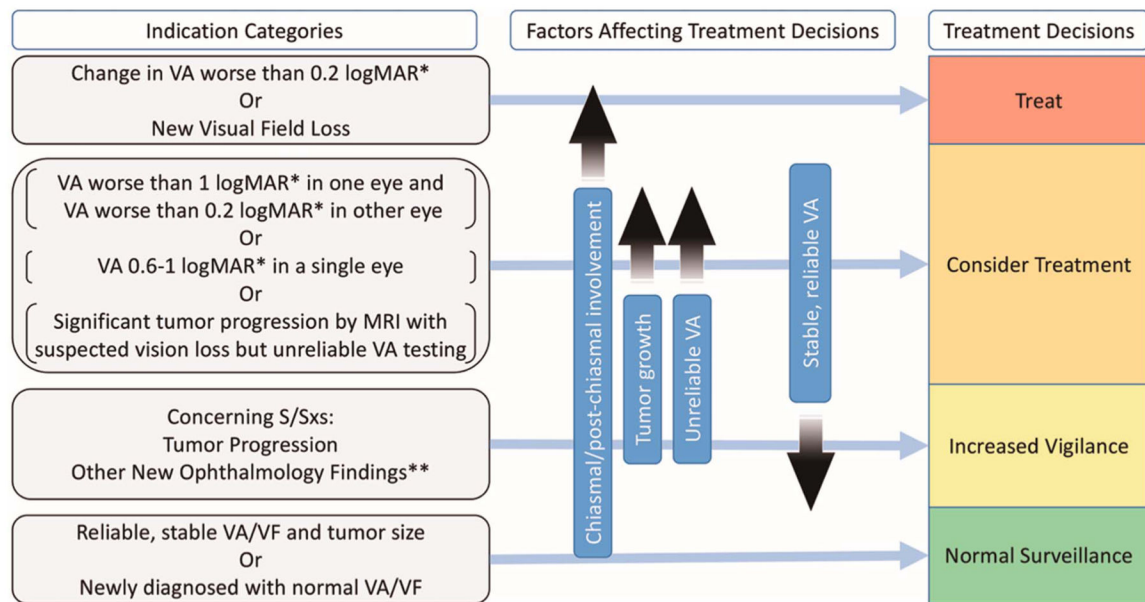 Indication Categories
Factors Affecting Treatment Decisions
Treatment Decisions
Change in VA worse than 0.2 logMAR*
Or
New Visual Field Loss
Treat
VA worse than 1 logMAR* in one eye and
VA worse than 0.2 logMAR* in other eye
Or
VA 0.6-1 logMAR* in a single eye
Or
Significant tumor progression by MRI with
suspected vision loss but unreliable VA testing
Consider Treatment
Concerning S/Sxs:
Tumor Progression
Other New Ophthalmology Findings**
Increased Vigilance
Reliable, stable VA/VF and tumor size
Or
Newly diagnosed with normal VA/VF
Normal Surveillance
Chiasmal/post-chiasmal involvement
Tumor growth
Unreliable VA
Stable, reliable VA